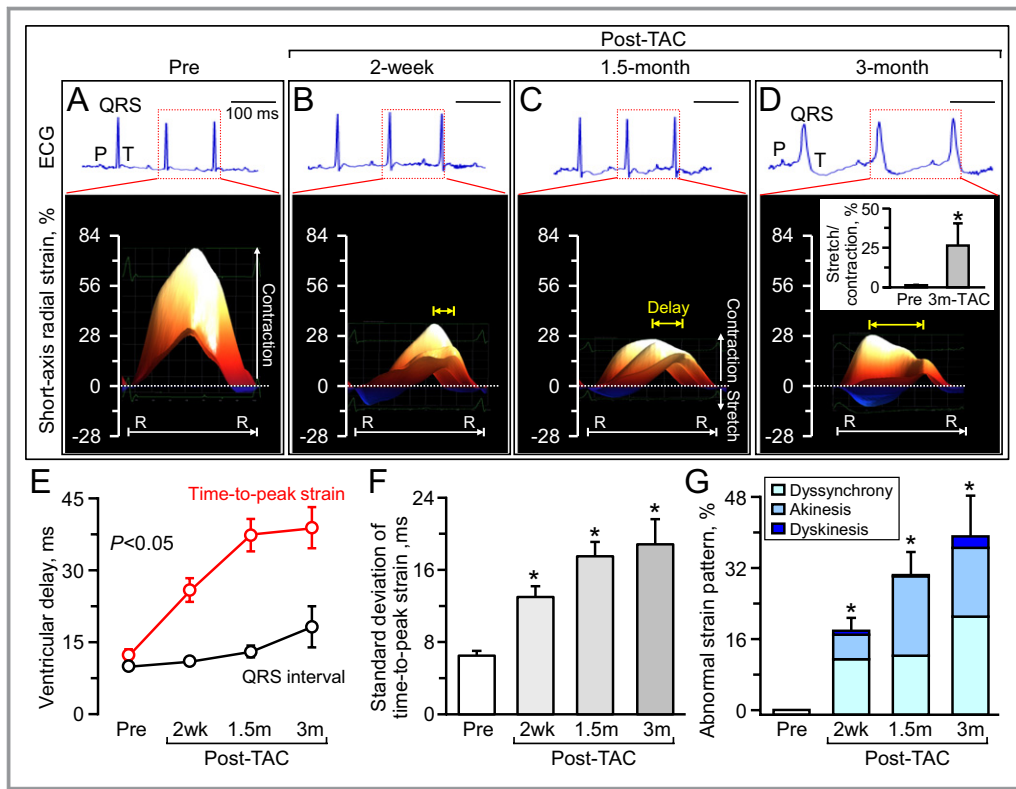 Post-TAC
Pre
2-week
1.5-month
3-month
ECG
A
QRS
100 ms
P
T
B
C
D
QRS
P
T
Short-axis radial strain, %
84
56
28
0
-28
Contraction
R
R
84
56
28
0
-28
R
R
84
56
28
0
-28
Delay
Contraction, Stretch
R
R
84
56
28
0
-28
Stretch/
contraction, %
50
25
0
*
Pre
3m-TAC
R
R
E
Ventricular delay, ms
45
30
15
0
Time-to-peak strain
P<0.05
QRS interval
Pre
2wk
1.5m
3m
Post-TAC
F
Standard deviation of
time-to-peak strain ,ms
24
16
8
0
*
*
*
Pre
2wk
1.5m
3m
Post-TAC
G
Abnormal strain pattern, %
48
32
16
0
Dyssynchrony
Akinesis
Dyskinesis
*
*
*
Pre
2wk
1.5m
3m
Post-TAC